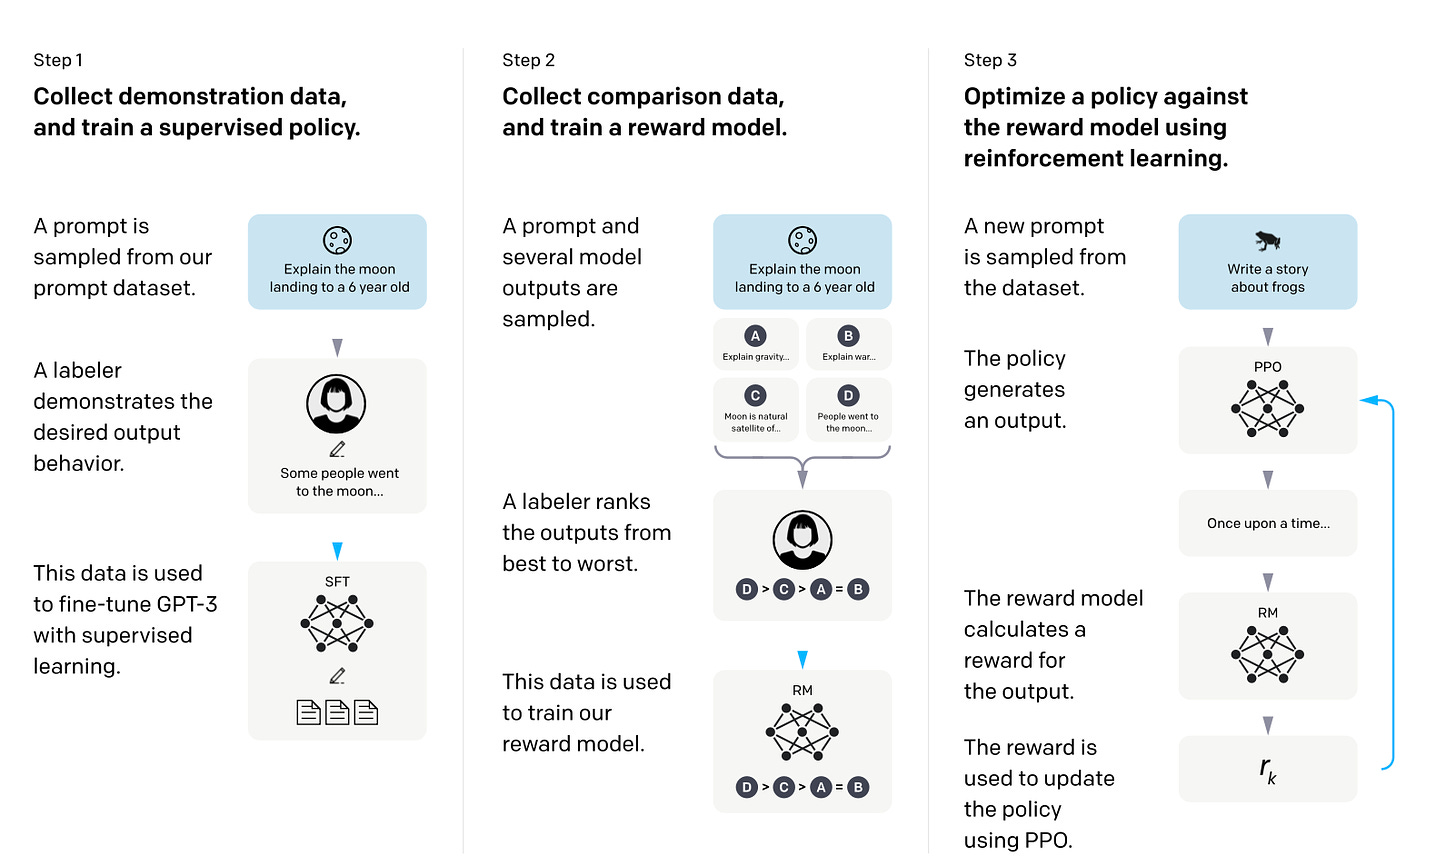 Step 1
Collect demonstration data,
and train a supervised policy.
A prompt is
sampled from our
prompt dataset.
Explain the moon
landing to a 6 year old
A labeler
demonstrates the
desired output
behavior.
Some people went
to the moon...
This data is used
to fine-tune GPT-3
with supervised
learning.
SFT
Step 2
Collect comparison data,
and train a reward model.
A prompt and
several model
outputs are
sampled.
Explain the moon
landing to a 6 year old
A
Explain gravity...
B
Explain war...
C
Moon is natural
satellite of...
D
People went to
the moon...
A labeler ranks
the outputs from
best to worst.
D > C > A = B
This data is used
to train our
reward model.
RM
D > C > A = B
Step 3
Optimize a policy against
the reward model using
reinforcement learning.
A new prompt
is sampled from
the dataset.
Write a story
about frogs
The policy
generates
an output.
PPO
Once upon a time...
The reward model
calculates a
reward for
the output.
RM
The reward is
used to update
the policy
using PPO.
rk